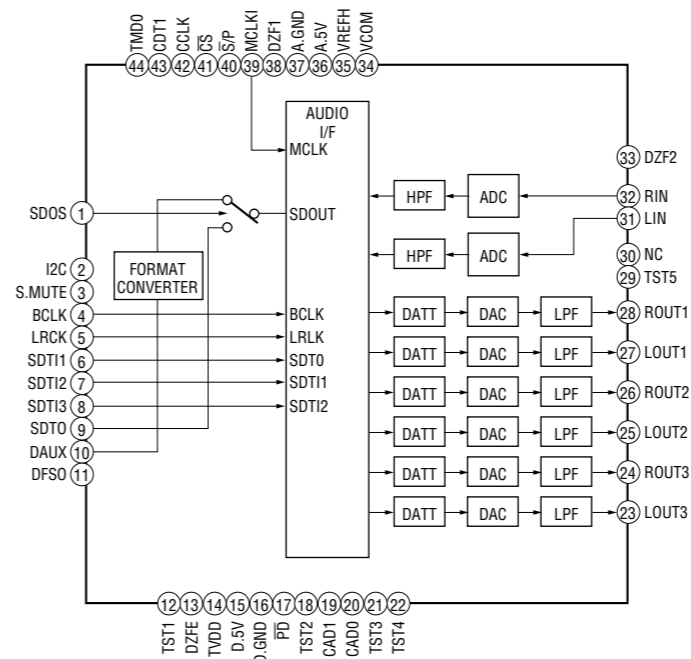 TMD0
CDT1
CCLK
CS
S/P
MCLKI
DZF1
A.GND
A.5V
VREFH
VCOM
44 43 42 41 40 39 38 37 36 35 34
AUDIO
I/F
MCLK
33 DZF2
HPF ADC 32 RIN
SDOS 1 SDOUT 31 LIN
HPF ADC 30 NC
I2C 2 FORMAT
CONVERTER
29 TST5
S.MUTE 3
BCLK 4 BCLK DATT DAC LPF 28 ROUT1
LRCK 5 LRLK
SDTI1 6 SDTO DATT DAC LPF 27 LOUT1
SDTI2 7 SDTI1
SDTI3 8 SDTI2 DATT DAC LPF 26 ROUT2
SDTO 9
DAUX 10 DATT DAC LPF 25 LOUT2
DFSO 11
DATT DAC LPF 24 ROUT3
DATT DAC LPF 23 LOUT3
12 13 14 15 16 17 18 19 20 21 22
TST1
DZFE
TVDD
D.5V
D.GND
PD
TST2
CAD1
CAD0
TST3
TST4